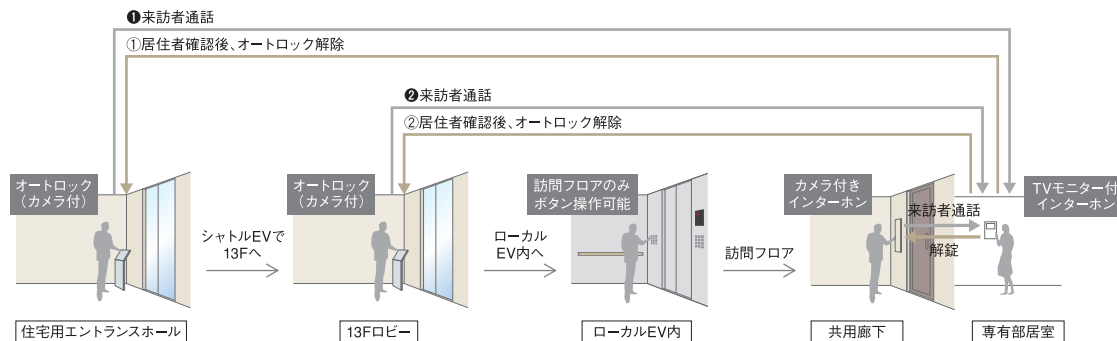 ❶来訪者通話
①居住者確認後、オートロック解除
❷来訪者通話
②居住者確認後、オートロック解除
オートロック
（カメラ付）
オートロック
（カメラ付）
訪問フロアのみ
ボタン操作可能
カメラ付き
インターホン
TVモニター付
インターホン
来訪者通話
解錠
シャトルEVで
13Fへ
ローカル
EV内へ
訪問フロア
住宅用エントランスホール
13Fロビー
ローカルEV内
共用廊下
専有部居室